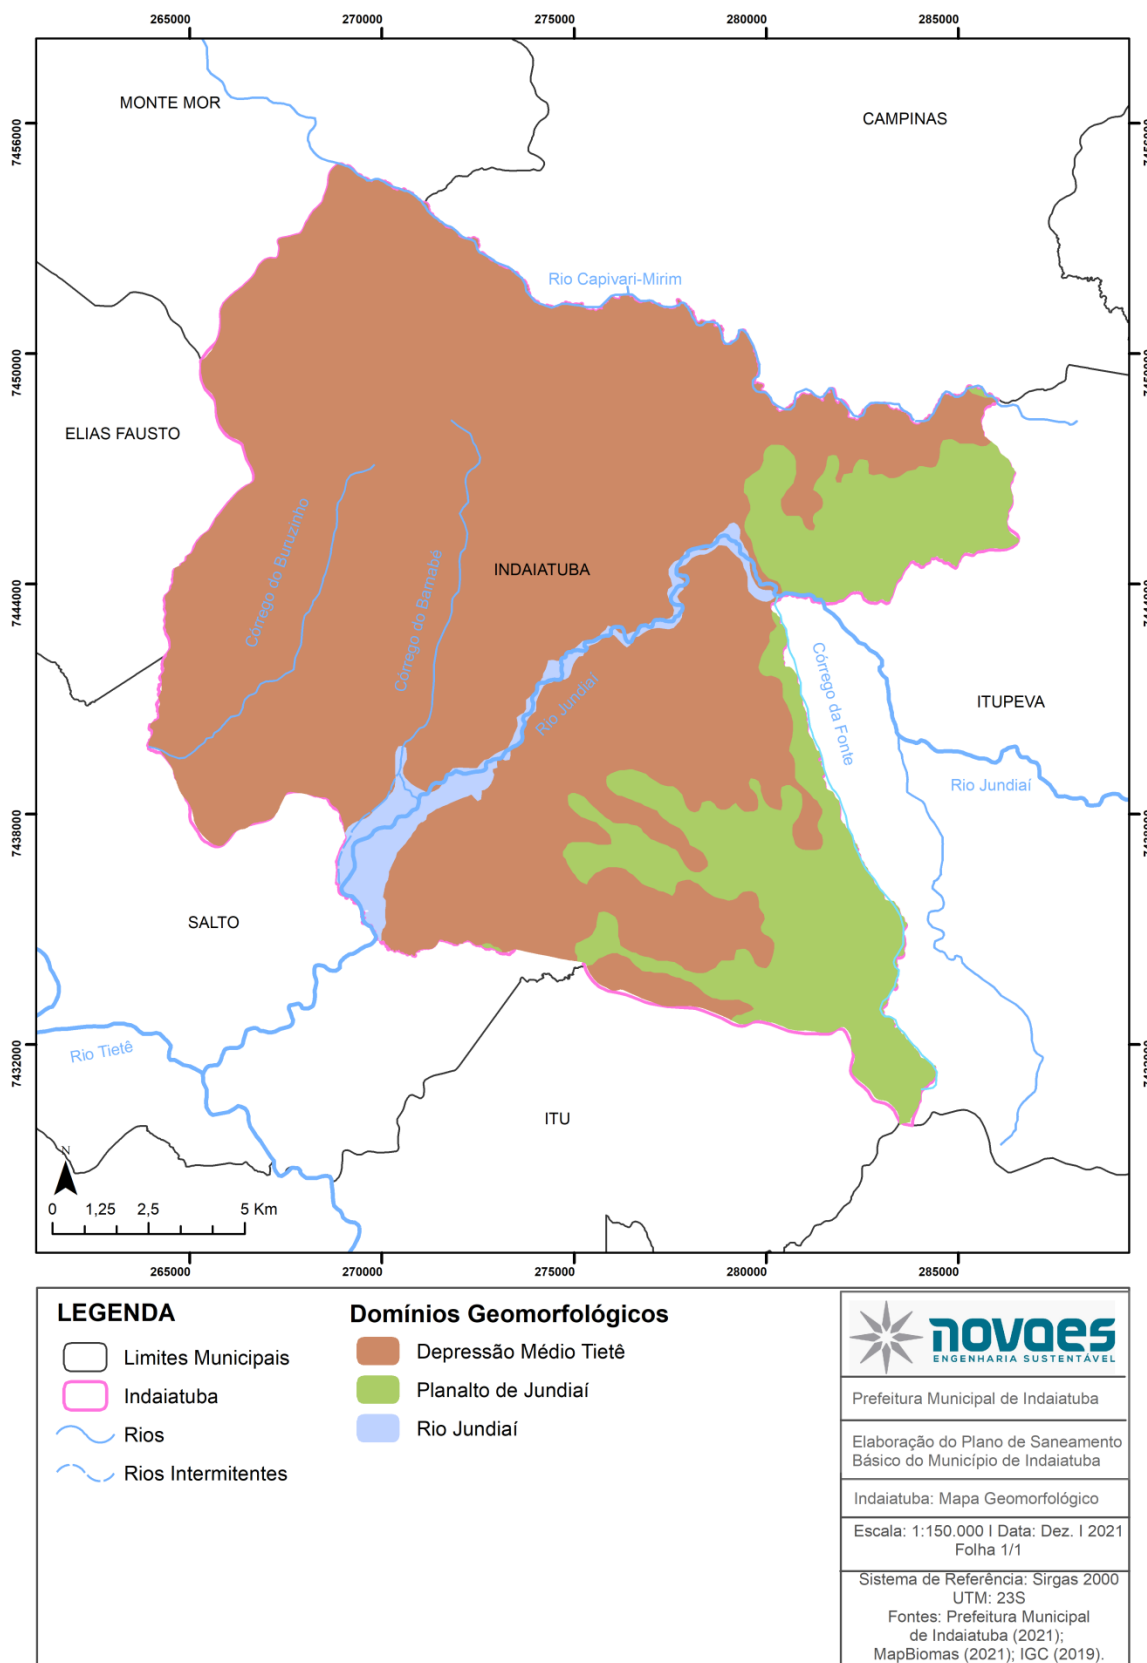 265000
270000
275000
280000
285000
MONTE MOR
CAMPINAS
7456000
7456000
Rio Capivari-Mirim
7450000
7450000
ELIAS FAUSTO
Córrego do Buruzinho
Córrego do Barnabé
INDAIATUBA
7444000
7444000
Rio Jundiaí
Córrego da Fonte
ITUPEVA
Rio Jundiaí
7438000
7438000
SALTO
Rio Tietê
7432000
7432000
ITU
N
0 1,25 2,5 5 Km
265000
270000
275000
280000
285000
LEGENDA
Limites Municipais
Indaiatuba
Rios
Rios Intermitentes
Domínios Geomorfológicos
Depressão Médio Tietê
Planalto de Jundiaí
Rio Jundiaí
novaes
ENGENHARIA SUSTENTÁVEL
Prefeitura Municipal de Indaiatuba
Elaboração do Plano de Saneamento
Básico do Município de Indaiatuba
Indaiatuba: Mapa Geomorfológico
Escala: 1:150.000 I Data: Dez. I 2021
Folha 1/1
Sistema de Referência: Sirgas 2000
UTM: 23S
Fontes: Prefeitura Municipal
de Indaiatuba (2021);
MapBiomas (2021); IGC (2019).